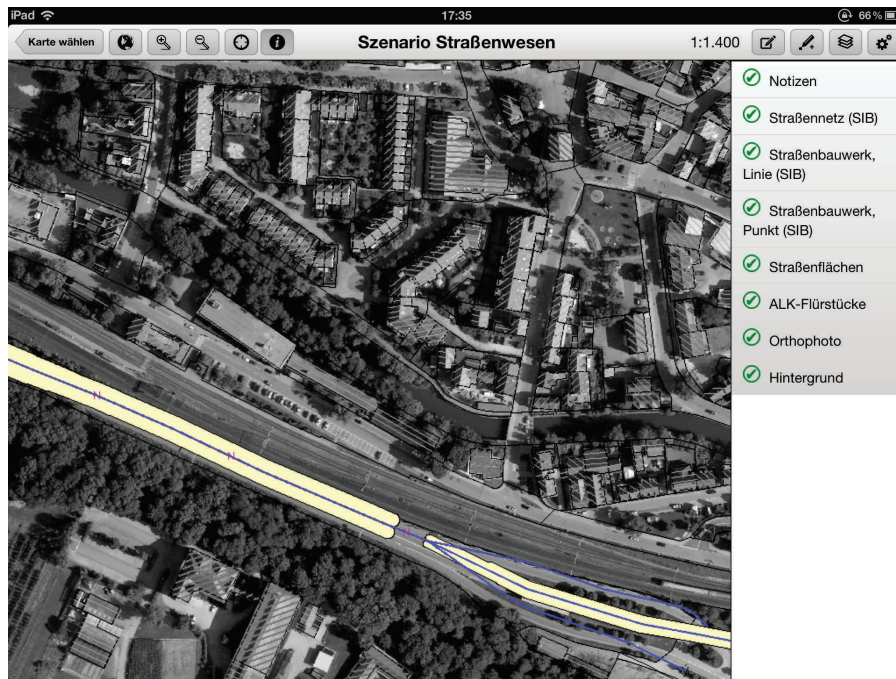 iPad 17:35 66 %
Karte wählen Szenario Straßenwesen 1:1.400
Notizen
Straßennetz (SIB)
Straßenbauwerk,
Linie (SIB)
Straßenbauwerk,
Punkt (SIB)
Straßenflächen
ALK-Flürstücke
Orthophoto
Hintergrund
N
N
N